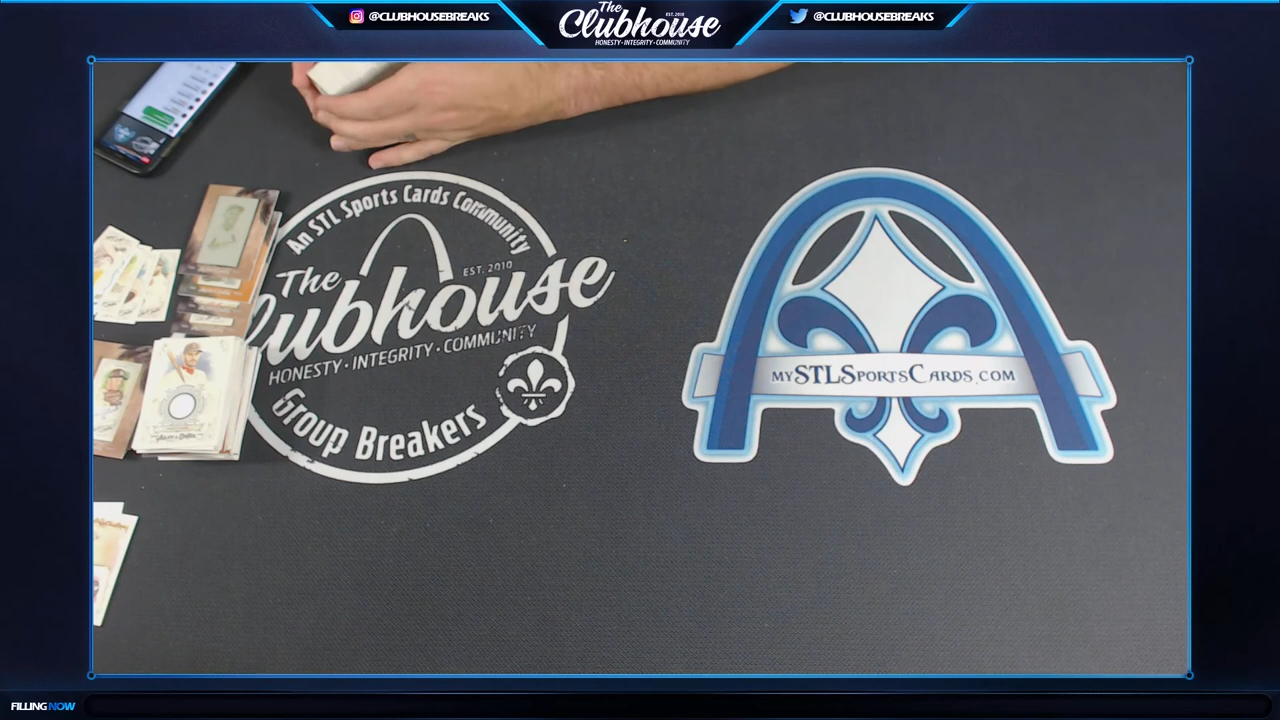 @CLUBHOUSEBREAKS
The
Clubhouse
EST. 2010
HONESTY • INTEGRITY • COMMUNITY
@CLUBHOUSEBREAKS
An STL Sports Cards Community
The
EST. 2010
Clubhouse
HONESTY • INTEGRITY • COMMUNITY
Group Breakers
MYSTLSPORTSCARDS.COM
FILLING NOW